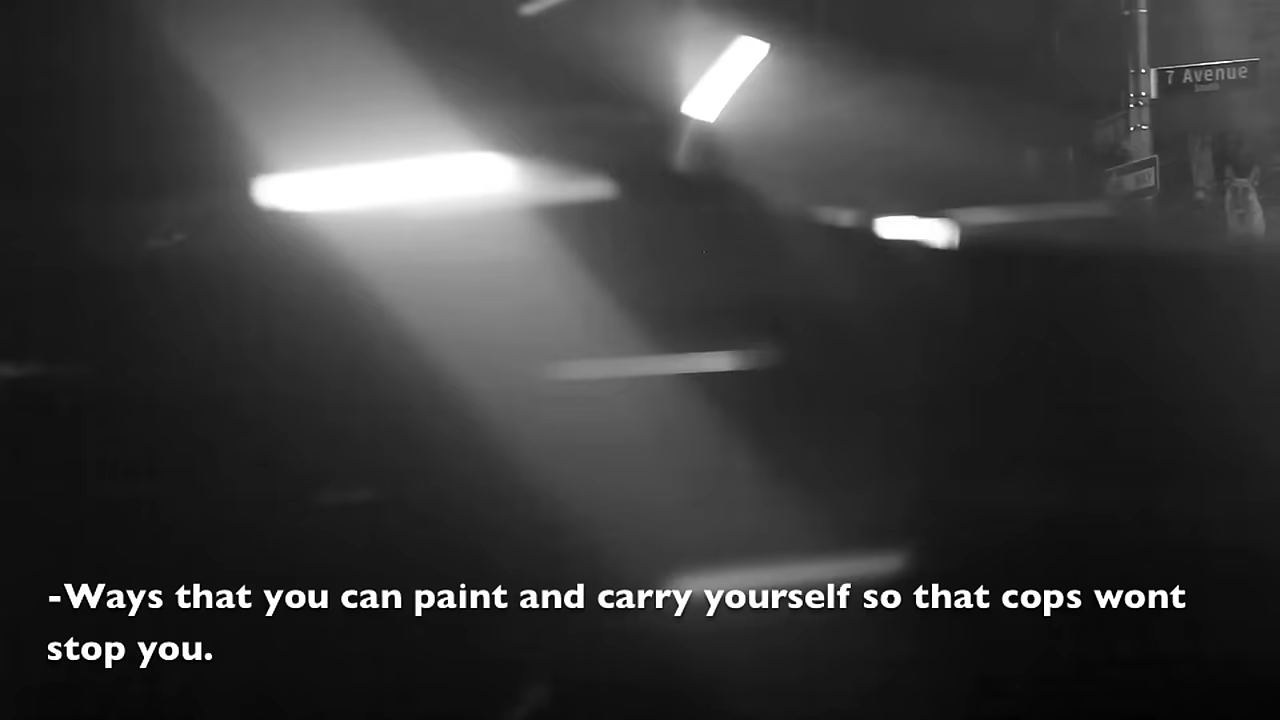 7 Avenue
-Ways that you can paint and carry yourself so that cops wont
stop you.